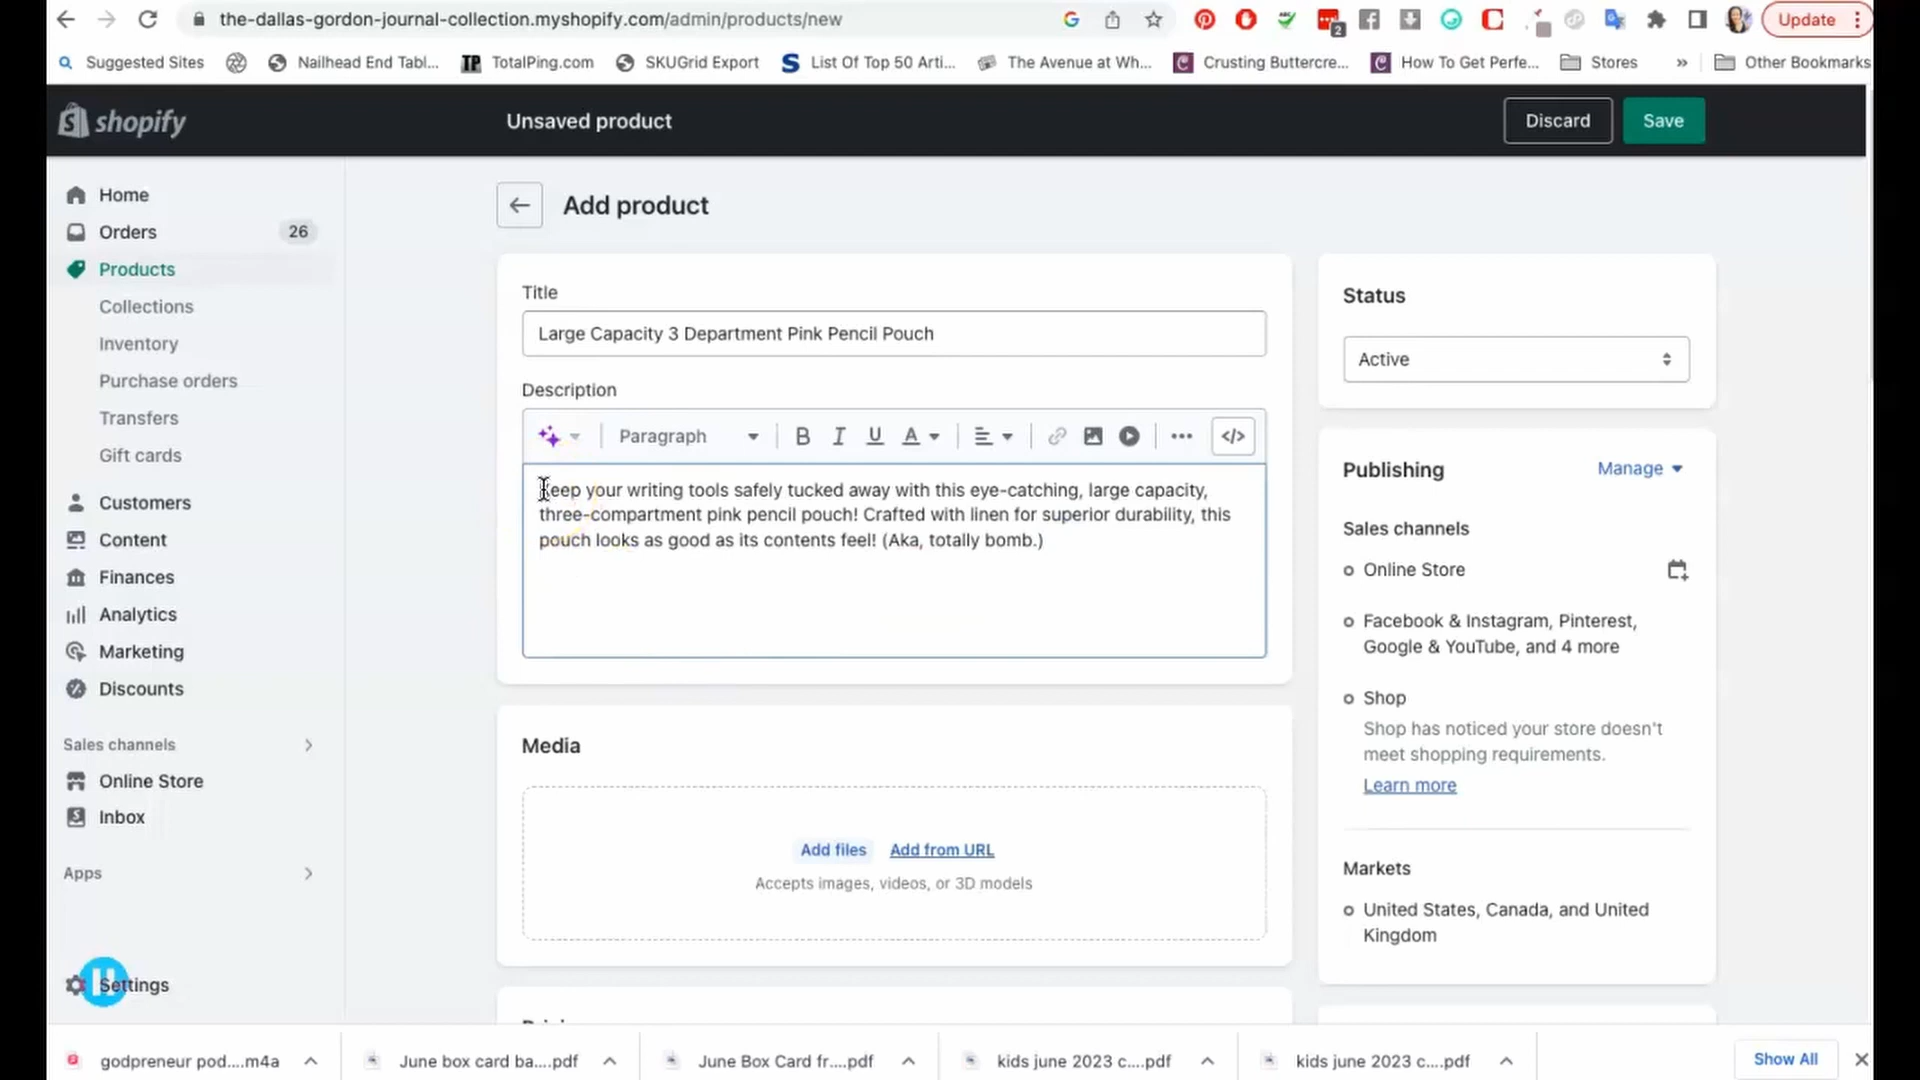 the-dallas-gordon-journal-collection.myshopify.com/admin/products/new
2
Update
Suggested Sites
Nailhead End Tabl...
TP
TotalPing.com
SKUGrid Export
S
List Of Top 50 Arti...
The Avenue at Wh...
Crusting Buttercre...
How To Get Perfe...
Stores
»
Other Bookmarks
shopify
Unsaved product
Discard
Save
Home
Orders
26
Products
Collections
Inventory
Purchase orders
Transfers
Gift cards
Customers
Content
Finances
Analytics
Marketing
Discounts
Sales channels
Online Store
Inbox
Apps
Settings
Add product
Title
Large Capacity 3 Department Pink Pencil Pouch
Description
Paragraph
B
I
U
A
</>
Keep your writing tools safely tucked away with this eye-catching, large capacity,
three-compartment pink pencil pouch! Crafted with linen for superior durability, this
pouch looks as good as its contents feel! (Aka, totally bomb.)
Media
Add files
Add from URL
Accepts images, videos, or 3D models
Status
Active
Publishing
Manage
Sales channels
Online Store
Facebook & Instagram, Pinterest,
Google & YouTube, and 4 more
Shop
Shop has noticed your store doesn't
meet shopping requirements.
Learn more
Markets
United States, Canada, and United
Kingdom
godpreneur pod....m4a
June box card ba....pdf
June Box Card fr....pdf
kids june 2023 c....pdf
kids june 2023 c....pdf
Show All